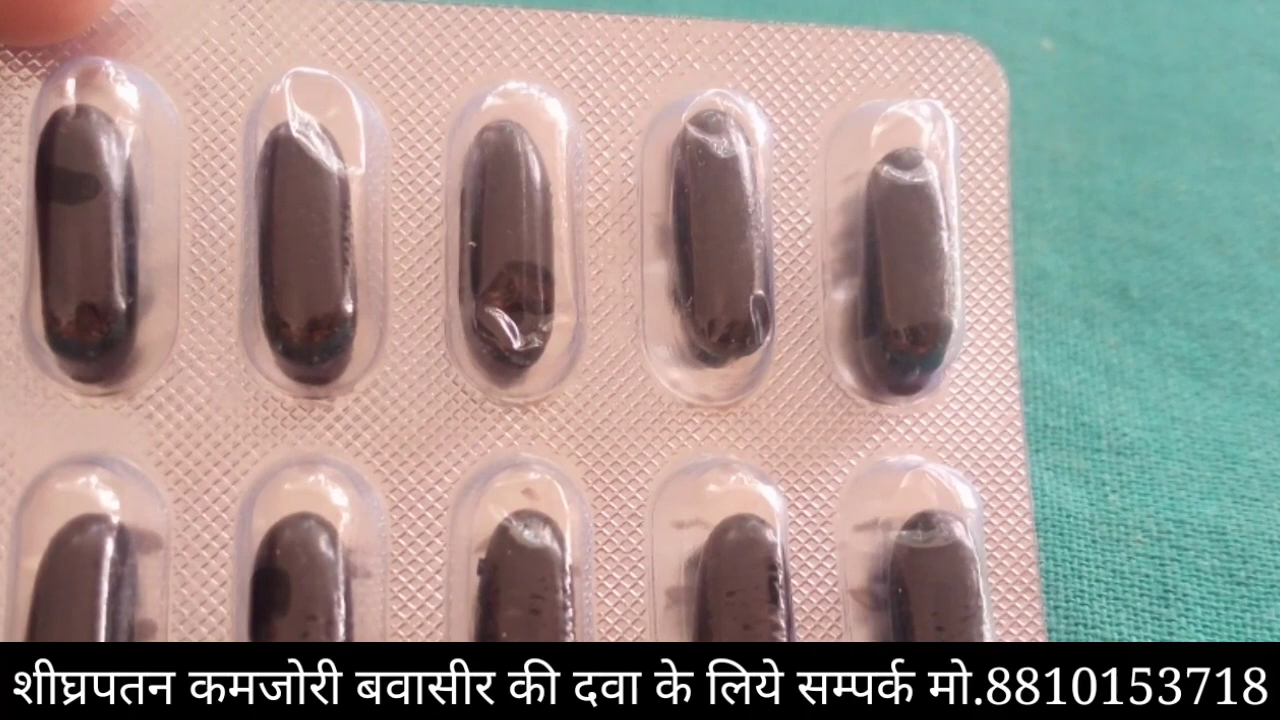 शीघ्रपतन कमजोरी बवासीर की दवा के लिये सम्पर्क मो.8810153718